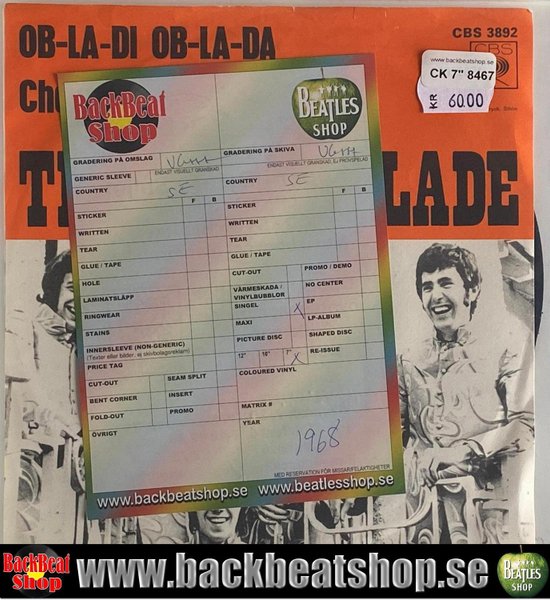 OB-LA-DI OB-LA-DA
CBS 3892
CBS
www.backbeatshop.se
CK 7" 8467
KR 60.00
BackBeat
Shop
BEATLES
SHOP
GRADERING PÅ OMSLAG
ENDAST VISUELLT GRANSKAD
GRADERING PÅ SKIVA
ENDAST VISUELLT GRANSKAD, EJ PROVSPELAD
GENERIC SLEEVE
COUNTRY SE
F B
STICKER
WRITTEN
TEAR
GLUE / TAPE
HOLE
LAMINATSLÄPP
RINGWEAR
STAINS
INNERSLEEVE (NON-GENERIC)
(Texter eller bilder, ej skivbolagsreklam)
PRICE TAG
CUT-OUT
SEAM SPLIT
BENT CORNER
INSERT
FOLD-OUT
PROMO
ÖVRIGT
COUNTRY SE
F B
STICKER
WRITTEN
TEAR
GLUE / TAPE
CUT-OUT
PROMO / DEMO
VÄRMESKADA /
VINYLBUBBLOR
NO CENTER
SINGEL X
EP
MAXI
LP-ALBUM
PICTURE DISC
SHAPED DISC
12" 10" 7" X
RE-ISSUE
COLOURED VINYL
MATRIX #
YEAR
1968
MED RESERVATION FÖR MISSAR/FELAKTIGHETER
www.backbeatshop.se www.beatlesshop.se
LADE
BackBeat
Shop
www.backbeatshop.se
BEATLES
SHOP